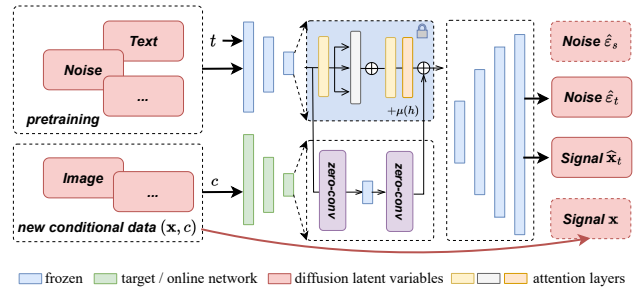 Text
Noise
...
pretraining
t
Image
...
new conditional data (x, c)
c
+μ(h)
zero-conv
zero-conv
Noise ε̂_s
Noise ε̂_t
Signal x̂_t
Signal x
frozen
target / online network
diffusion latent variables
attention layers